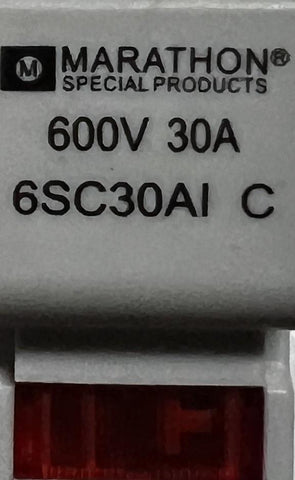 M MARATHON®
SPECIAL PRODUCTS
600V 30A
6SC30AI C